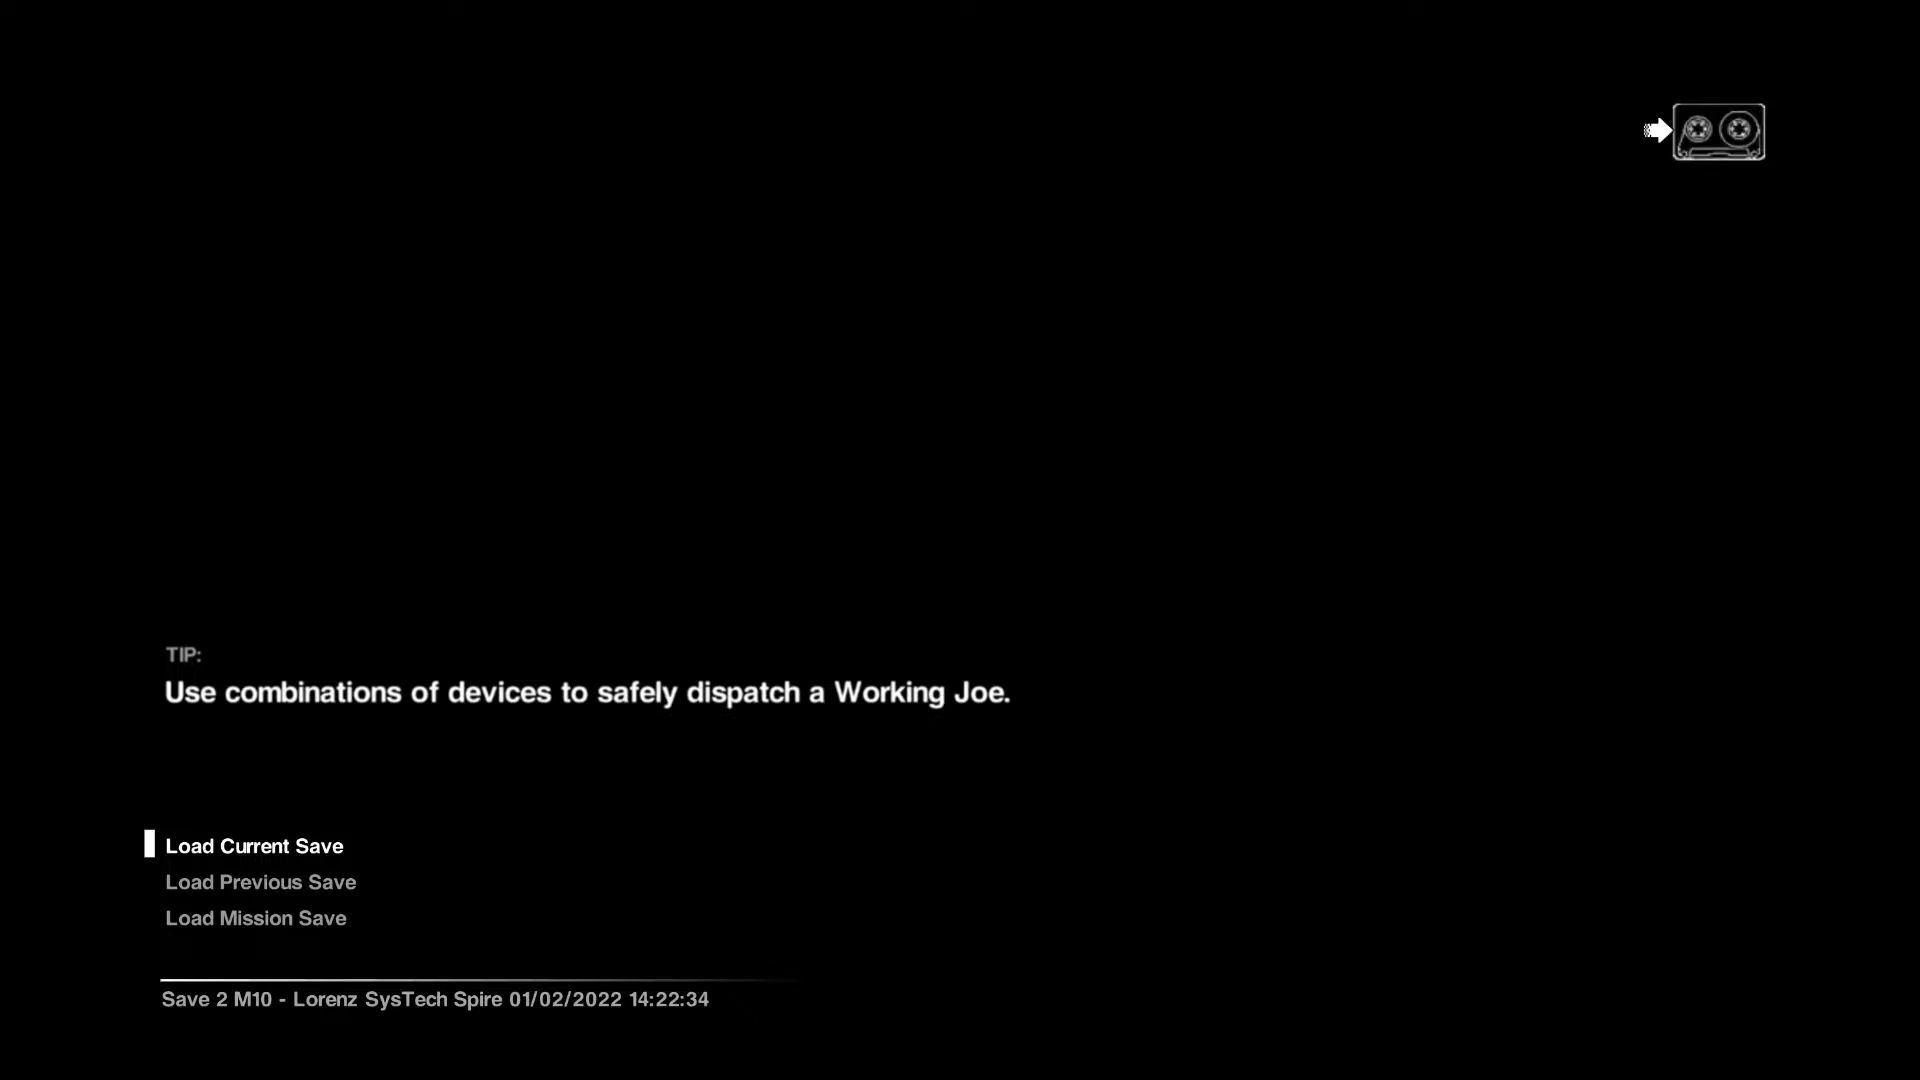 TIP:
Use combinations of devices to safely dispatch a Working Joe.
Load Current Save
Load Previous Save
Load Mission Save
Save 2 M10 - Lorenz SysTech Spire 01/02/2022 14:22:34